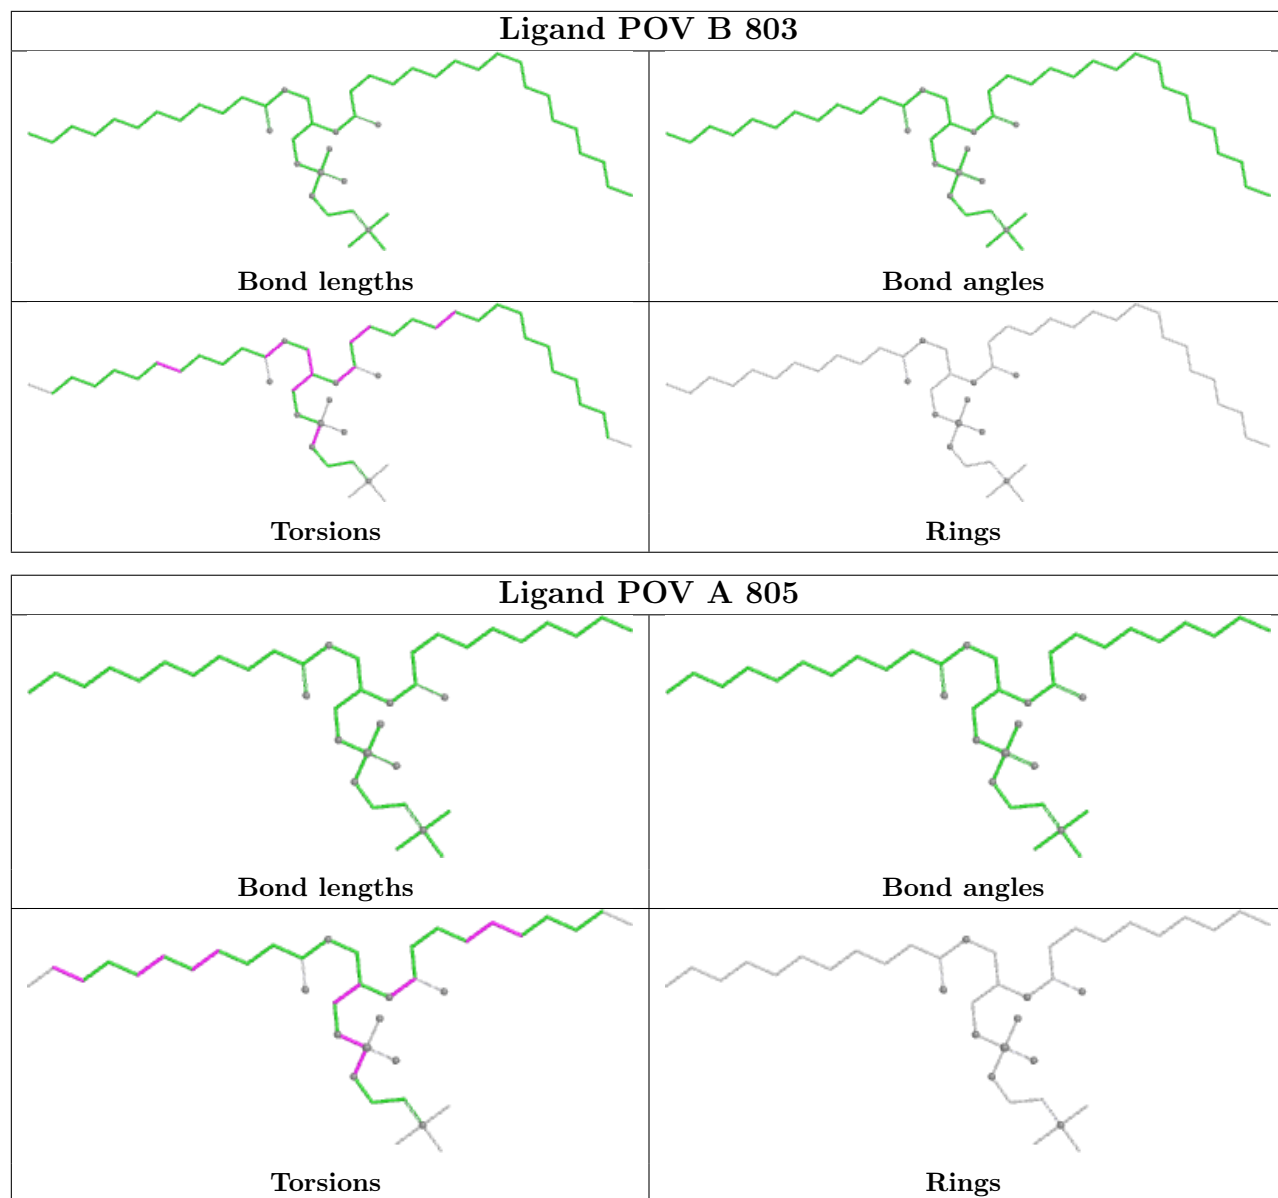 Ligand POV B 803
Bond lengths
Bond angles
Torsions
Rings
Ligand POV A 805
Bond lengths
Bond angles
Torsions
Rings